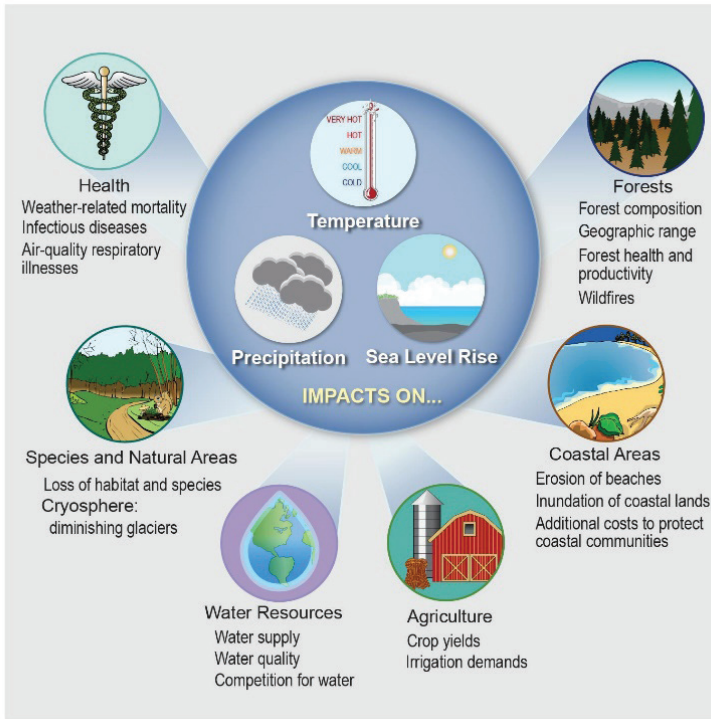 VERY HOT
HOT
WARM
COOL
COLD
Temperature
Precipitation
Sea Level Rise
IMPACTS ON...
Health
Weather-related mortality
Infectious diseases
Air-quality respiratory
illnesses
Forests
Forest composition
Geographic range
Forest health and
productivity
Wildfires
Species and Natural Areas
Loss of habitat and species
Cryosphere:
diminishing glaciers
Coastal Areas
Erosion of beaches
Inundation of coastal lands
Additional costs to protect
coastal communities
Water Resources
Water supply
Water quality
Competition for water
Agriculture
Crop yields
Irrigation demands